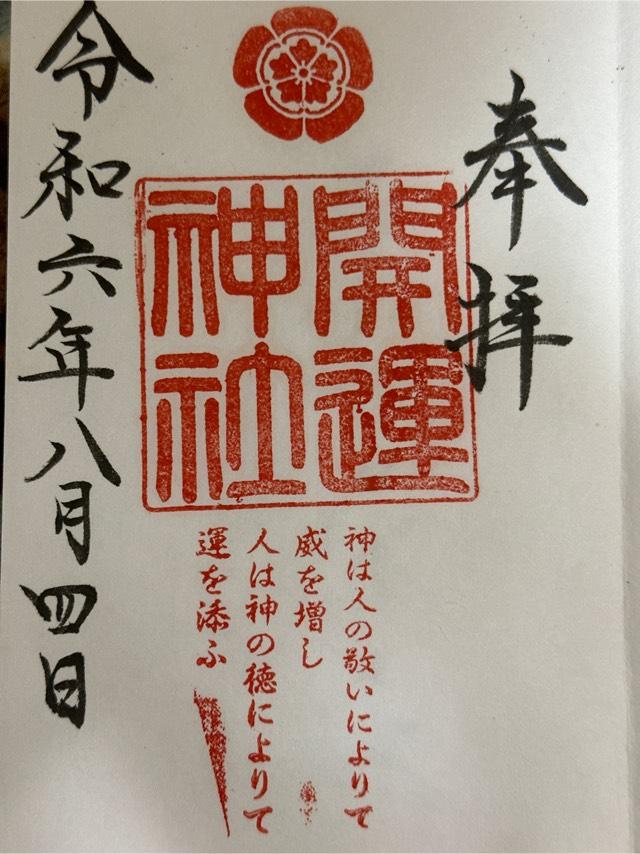 奉拝
開運
神社
神は人の敬いによりて
威を増し
人は神の徳によりて
運を添ふ
令和六年八月四日